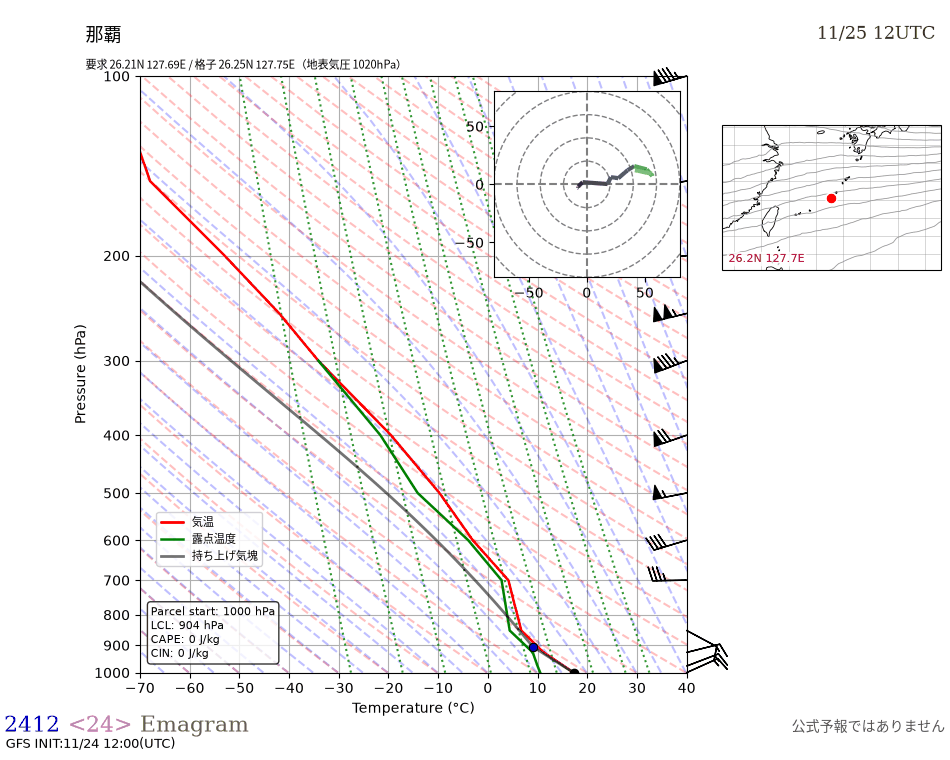 那覇
11/25 12UTC
要求 26.21N 127.69E / 格子 26.25N 127.75E（地表気圧 1020hPa）
100
200
300
400
500
600
700
800
900
1000
Pressure (hPa)
−70 −60 −50 −40 −30 −20 −10 0 10 20 30 40
Temperature (°C)
50
0
−50
−50 0 50
26.2N 127.7E
気温
露点温度
持ち上げ気塊
Parcel start: 1000 hPa
LCL: 904 hPa
CAPE: 0 J/kg
CIN: 0 J/kg
2412 <24> Emagram
GFS INIT:11/24 12:00(UTC)
公式予報ではありません